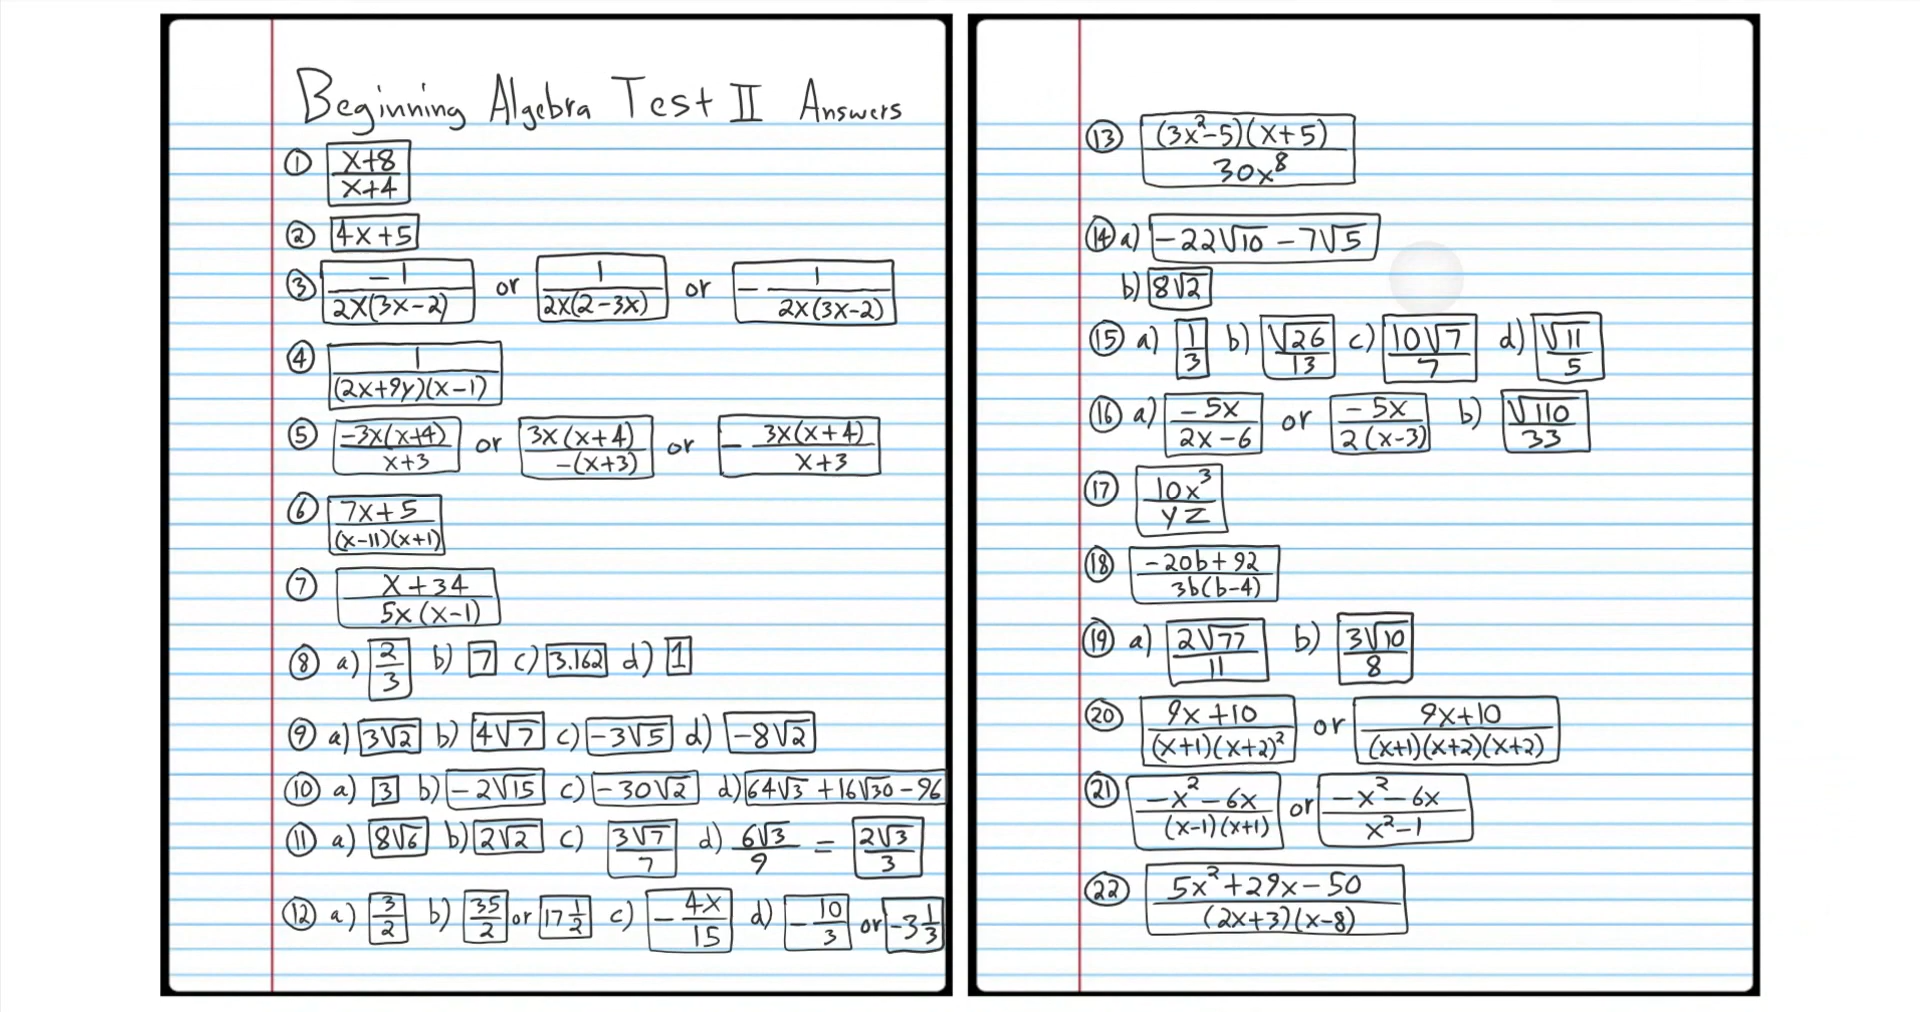 Beginning Algebra Test II Answers
① (x+8)/(x+4)
② 4x+5
③ -1/(2x(3x-2)) or 1/(2x(2-3x)) or -1/(2x(3x-2))
④ 1/((2x+9y)(x-1))
⑤ -3x(x+4)/(x+3) or 3x(x+4)/(-(x+3)) or - 3x(x+4)/(x+3)
⑥ (7x+5)/((x-11)(x+1))
⑦ (x+34)/(5x(x-1))
⑧ a) 2/3 b) 7 c) 3.162 d) 1
⑨ a) 3√2 b) 4√7 c) -3√5 d) -8√2
⑩ a) 3 b) -2√15 c) -30√2 d) 64√3 + 16√30 - 96
⑪ a) 8√6 b) 2√2 c) 3√7/7 d) 6√3/9 = 2√3/3
⑫ a) 3/2 b) 35/2 or 17 1/2 c) - 4x/15 d) - 10/3 or -3 1/3
⑬ (3x²-5)(x+5)/(30x⁸)
⑭ a) -22√10 - 7√5
b) 8√2
⑮ a) 1/3 b) √26/13 c) 10√7/7 d) √11/5
⑯ a) -5x/(2x-6) or -5x/(2(x-3)) b) √110/33
⑰ 10x³/(yz)
⑱ (-20b+92)/(3b(b-4))
⑲ a) 2√77/11 b) 3√10/8
⑳ (9x+10)/((x+1)(x+2)²) or (9x+10)/((x+1)(x+2)(x+2))
㉑ (-x²-6x)/((x-1)(x+1)) or (-x²-6x)/(x²-1)
㉒ (5x²+29x-50)/((2x+3)(x-8))